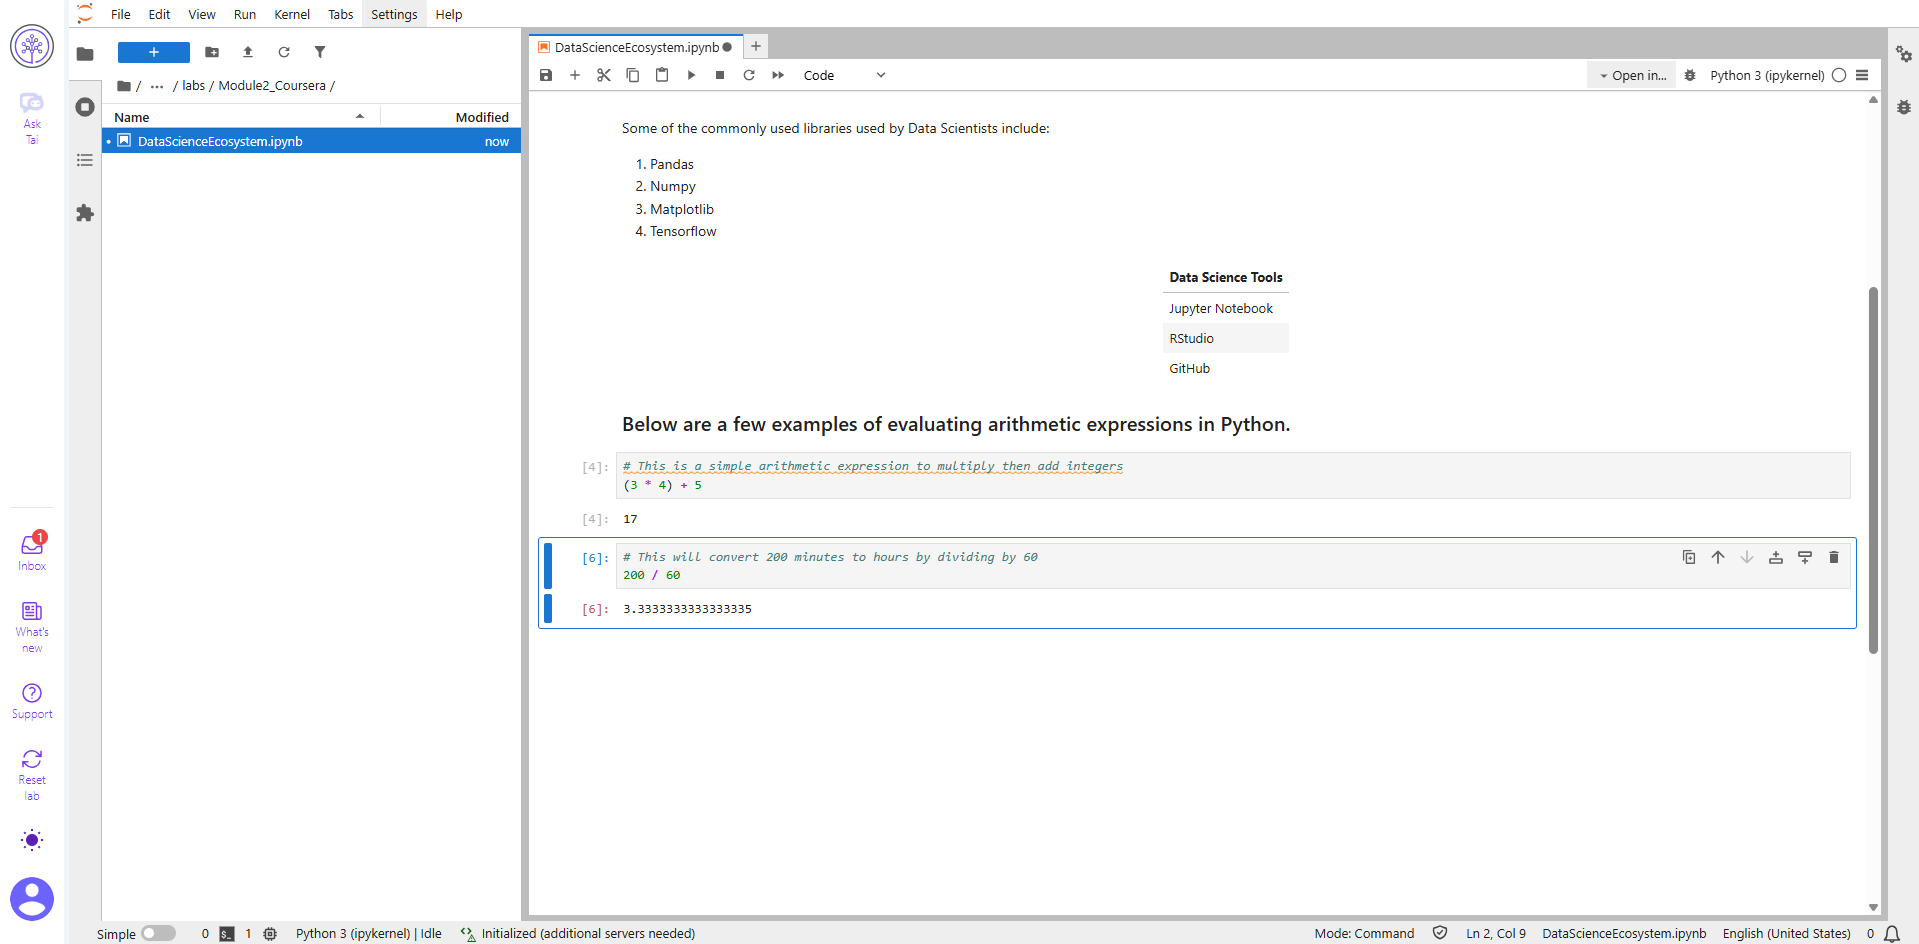 File Edit View Run Kernel Tabs Settings Help
Ask
Tai
+
/ ··· / labs / Module2_Coursera /
Name Modified
DataScienceEcosystem.ipynb now
DataScienceEcosystem.ipynb
Code
Open in...
Python 3 (ipykernel)
Some of the commonly used libraries used by Data Scientists include:
1. Pandas
2. Numpy
3. Matplotlib
4. Tensorflow
Data Science Tools
Jupyter Notebook
RStudio
GitHub
Below are a few examples of evaluating arithmetic expressions in Python.
[4]: # This is a simple arithmetic expression to multiply then add integers
(3 * 4) + 5
[4]: 17
[6]: # This will convert 200 minutes to hours by dividing by 60
200 / 60
[6]: 3.3333333333333335
1
Inbox
What's
new
Support
Reset
lab
Simple 0 $_ 1 Python 3 (ipykernel) | Idle Initialized (additional servers needed) Mode: Command Ln 2, Col 9 DataScienceEcosystem.ipynb English (United States) 0